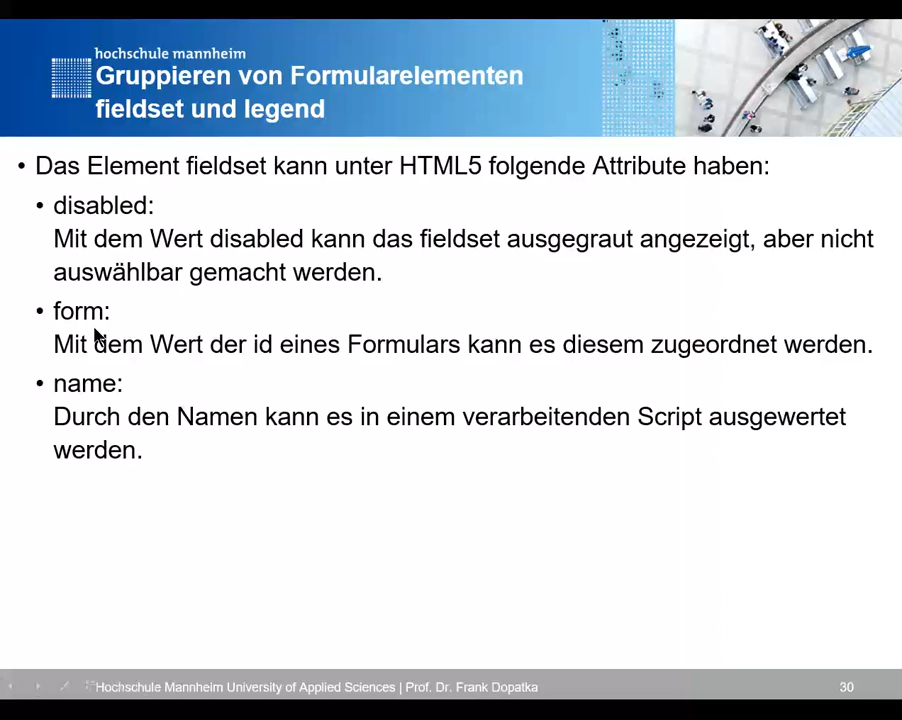 hochschule mannheim
Gruppieren von Formularelementen
fieldset und legend
• Das Element fieldset kann unter HTML5 folgende Attribute haben:
• disabled:
Mit dem Wert disabled kann das fieldset ausgegraut angezeigt, aber nicht
auswählbar gemacht werden.
• form:
Mit dem Wert der id eines Formulars kann es diesem zugeordnet werden.
• name:
Durch den Namen kann es in einem verarbeitenden Script ausgewertet
werden.
Hochschule Mannheim University of Applied Sciences | Prof. Dr. Frank Dopatka
30